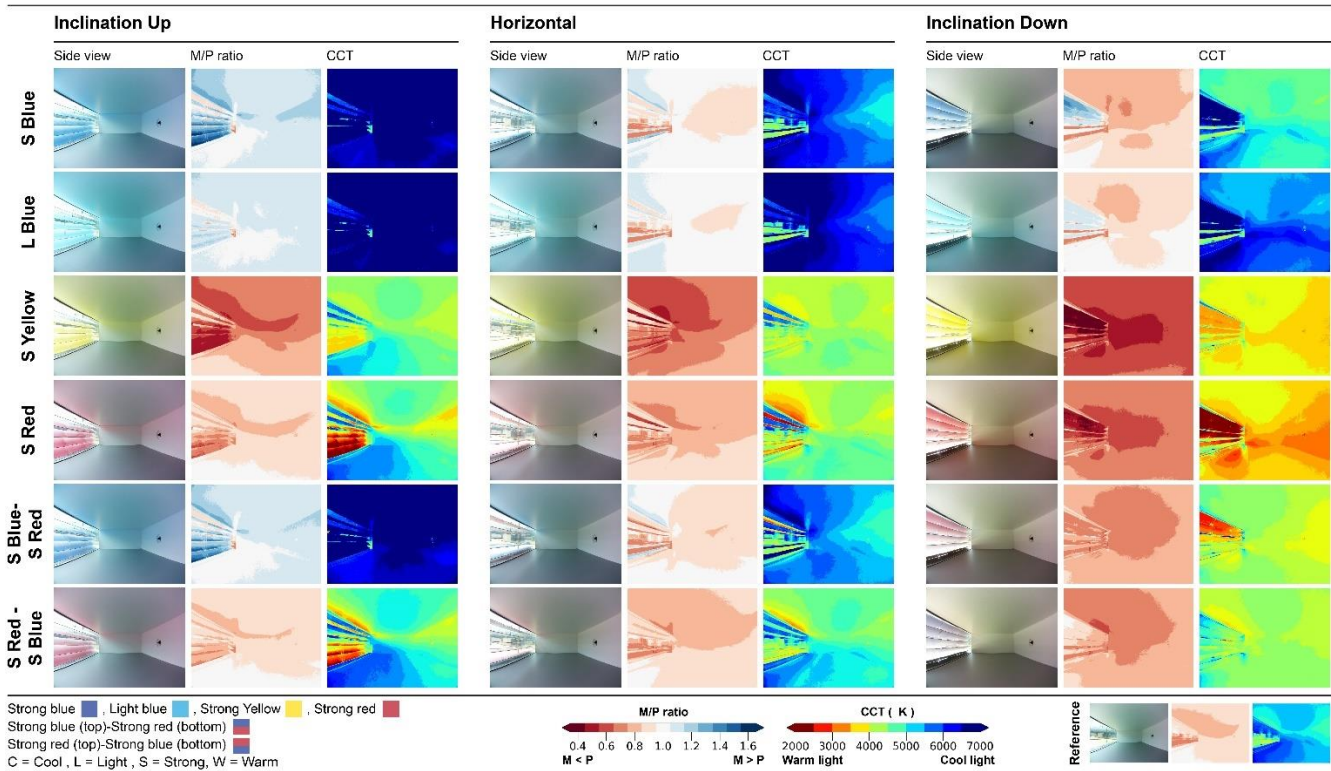 Inclination Up
Horizontal
Inclination Down
Side view M/P ratio CCT
Side view M/P ratio CCT
Side view M/P ratio CCT
S Blue
L Blue
S Yellow
S Red
S Blue-
S Red
S Red -
S Blue
Strong blue , Light blue , Strong Yellow , Strong red
Strong blue (top)-Strong red (bottom)
Strong red (top)-Strong blue (bottom)
C = Cool , L = Light , S = Strong, W = Warm
M/P ratio
0.4 0.6 0.8 1.0 1.2 1.4 1.6
M < P M > P
CCT ( K)
2000 3000 4000 5000 6000 7000
Warm light Cool light
Reference